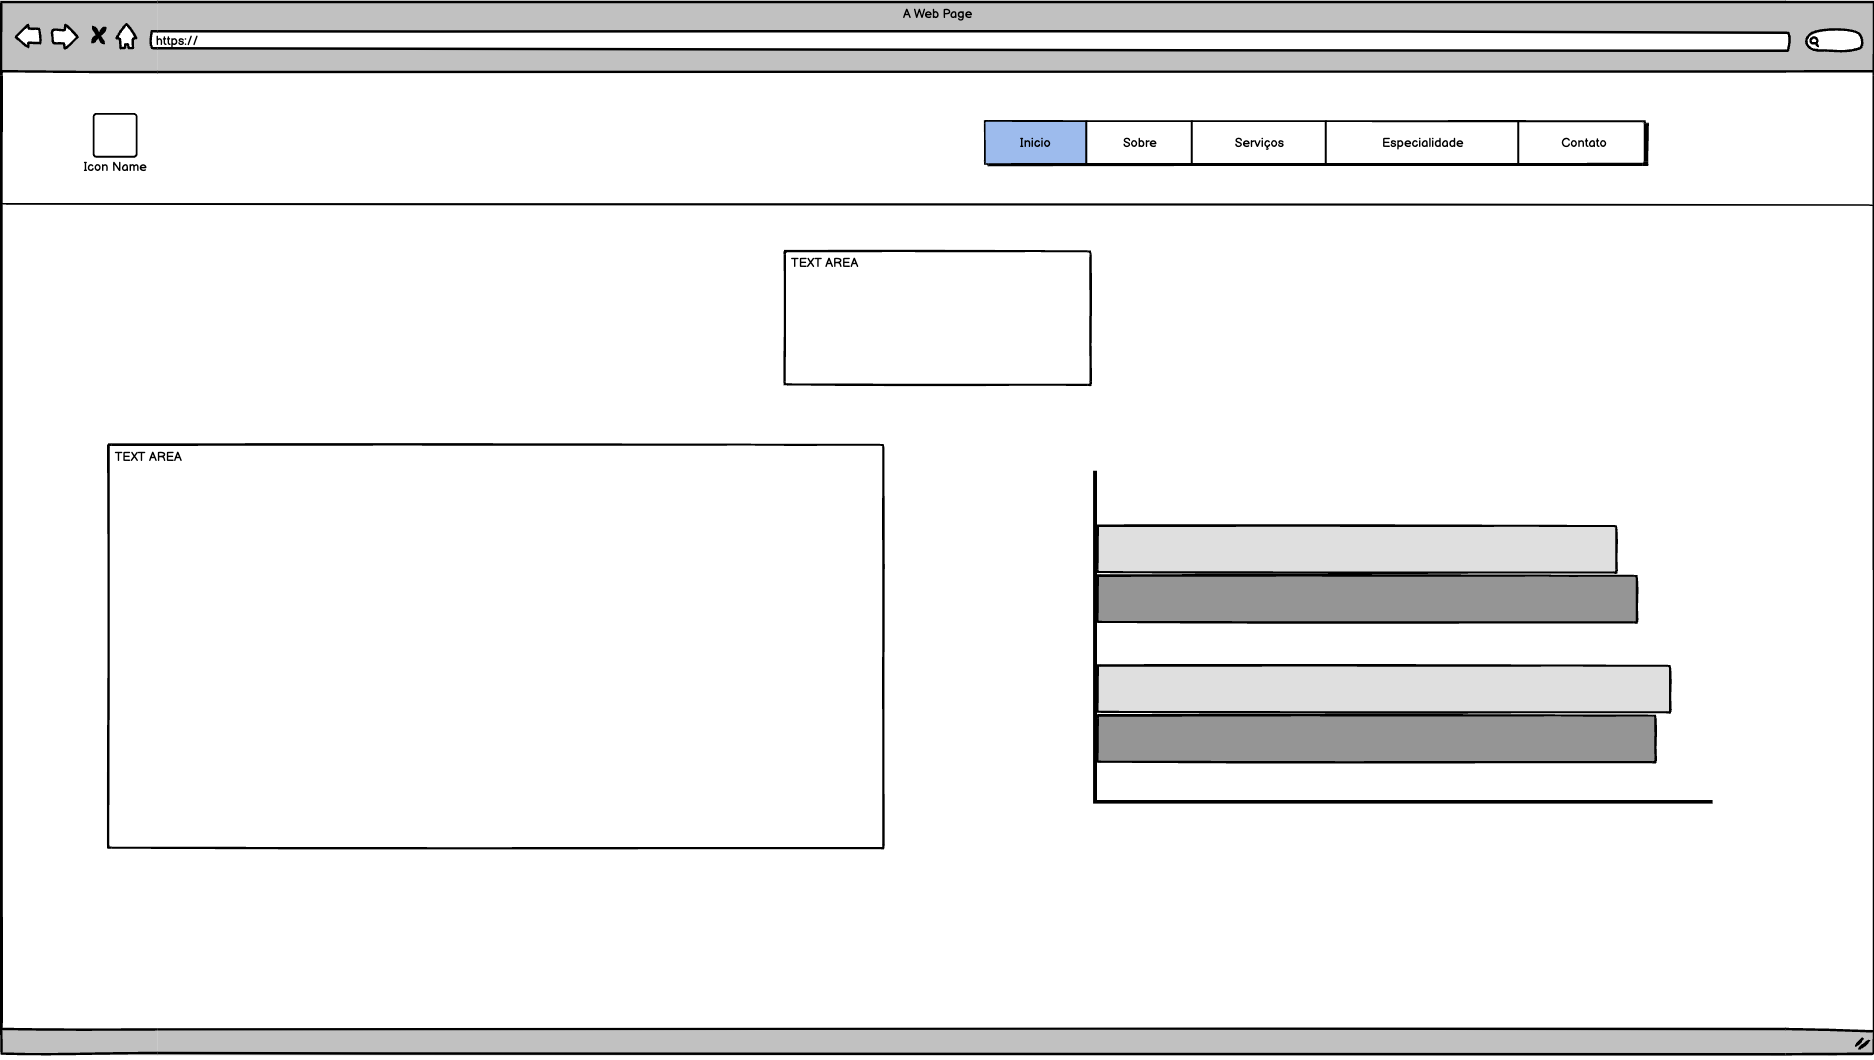 A Web Page
https://
Icon Name
Inicio Sobre Serviços Especialidade Contato
TEXT AREA
TEXT AREA